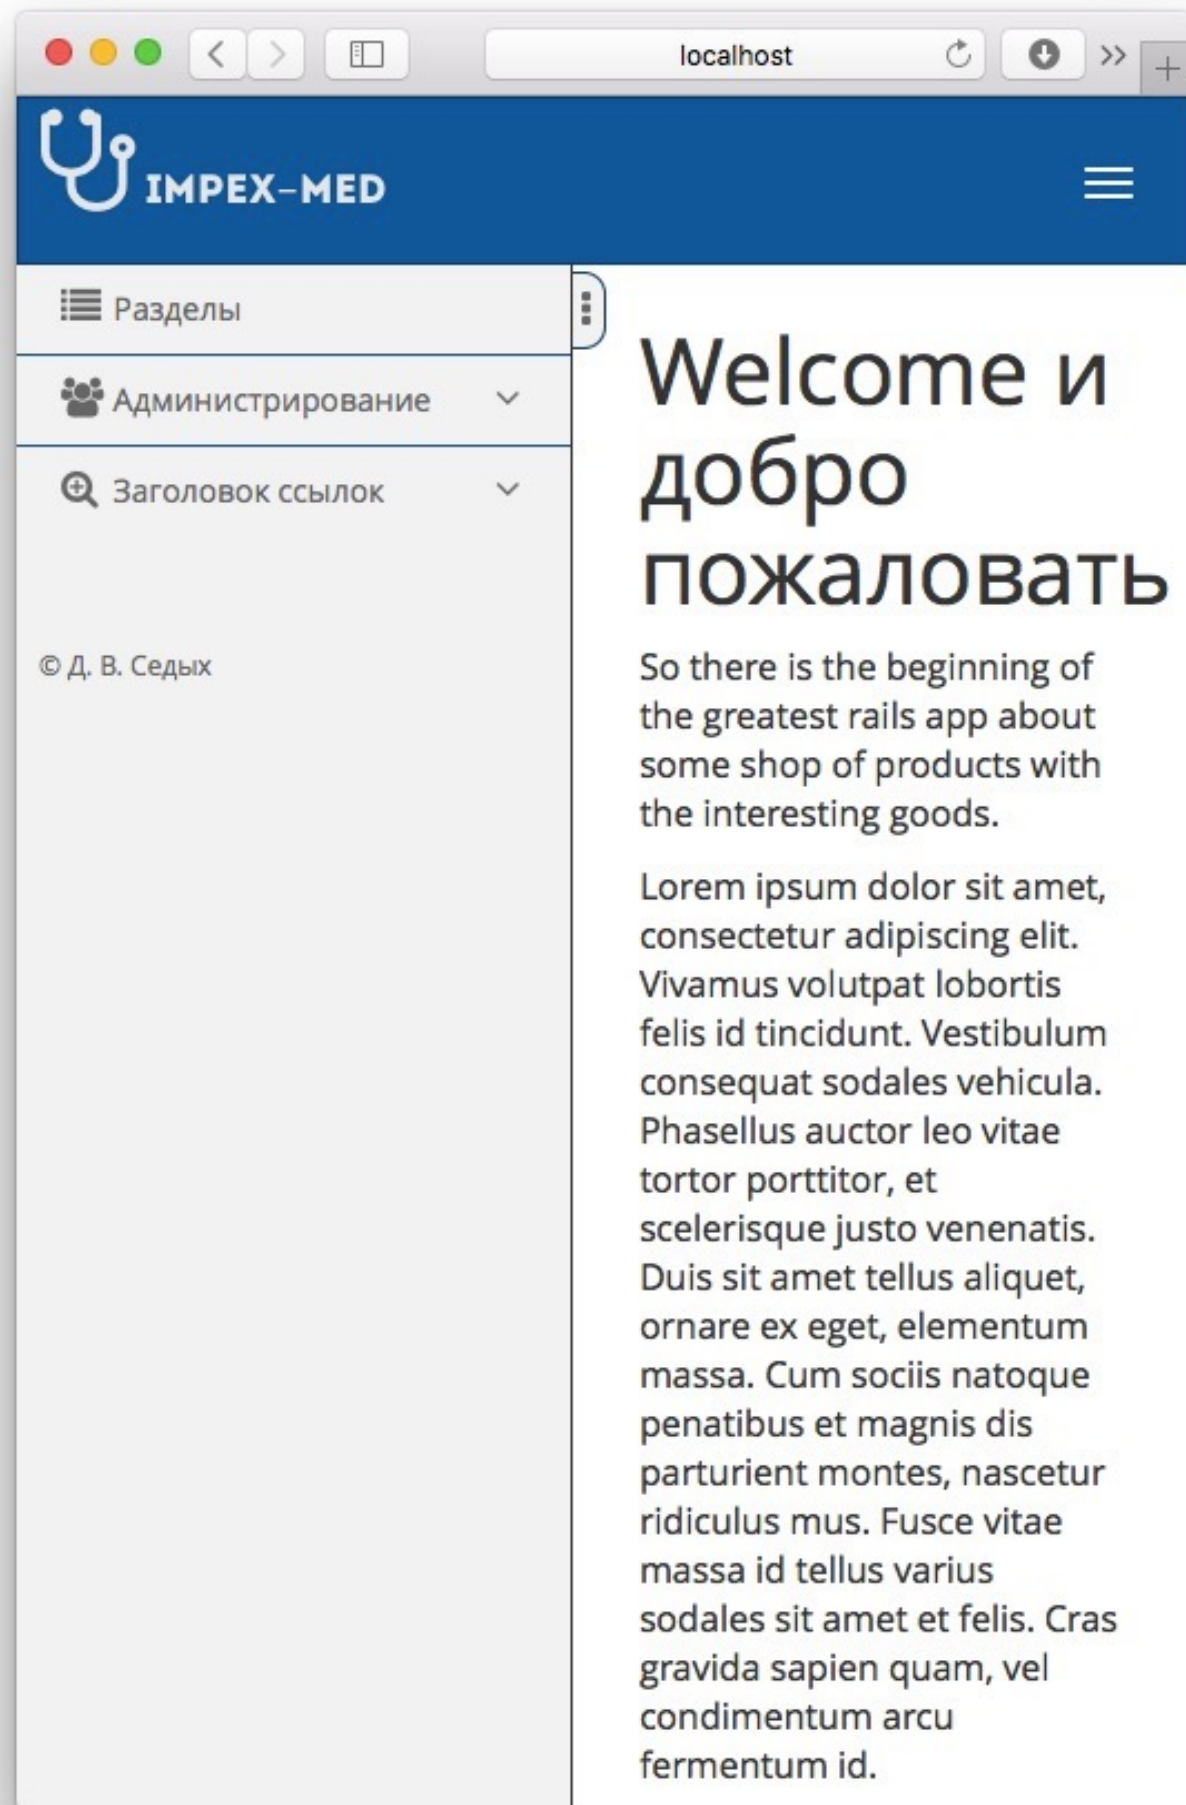 localhost
IMPEX-MED
Разделы
Администрирование
Заголовок ссылок
© Д. В. Седых
Welcome и
добро
пожаловать
So there is the beginning of
the greatest rails app about
some shop of products with
the interesting goods.
Lorem ipsum dolor sit amet,
consectetur adipiscing elit.
Vivamus volutpat lobortis
felis id tincidunt. Vestibulum
consequat sodales vehicula.
Phasellus auctor leo vitae
tortor porttitor, et
scelerisque justo venenatis.
Duis sit amet tellus aliquet,
ornare ex eget, elementum
massa. Cum sociis natoque
penatibus et magnis dis
parturient montes, nascetur
ridiculus mus. Fusce vitae
massa id tellus varius
sodales sit amet et felis. Cras
gravida sapien quam, vel
condimentum arcu
fermentum id.